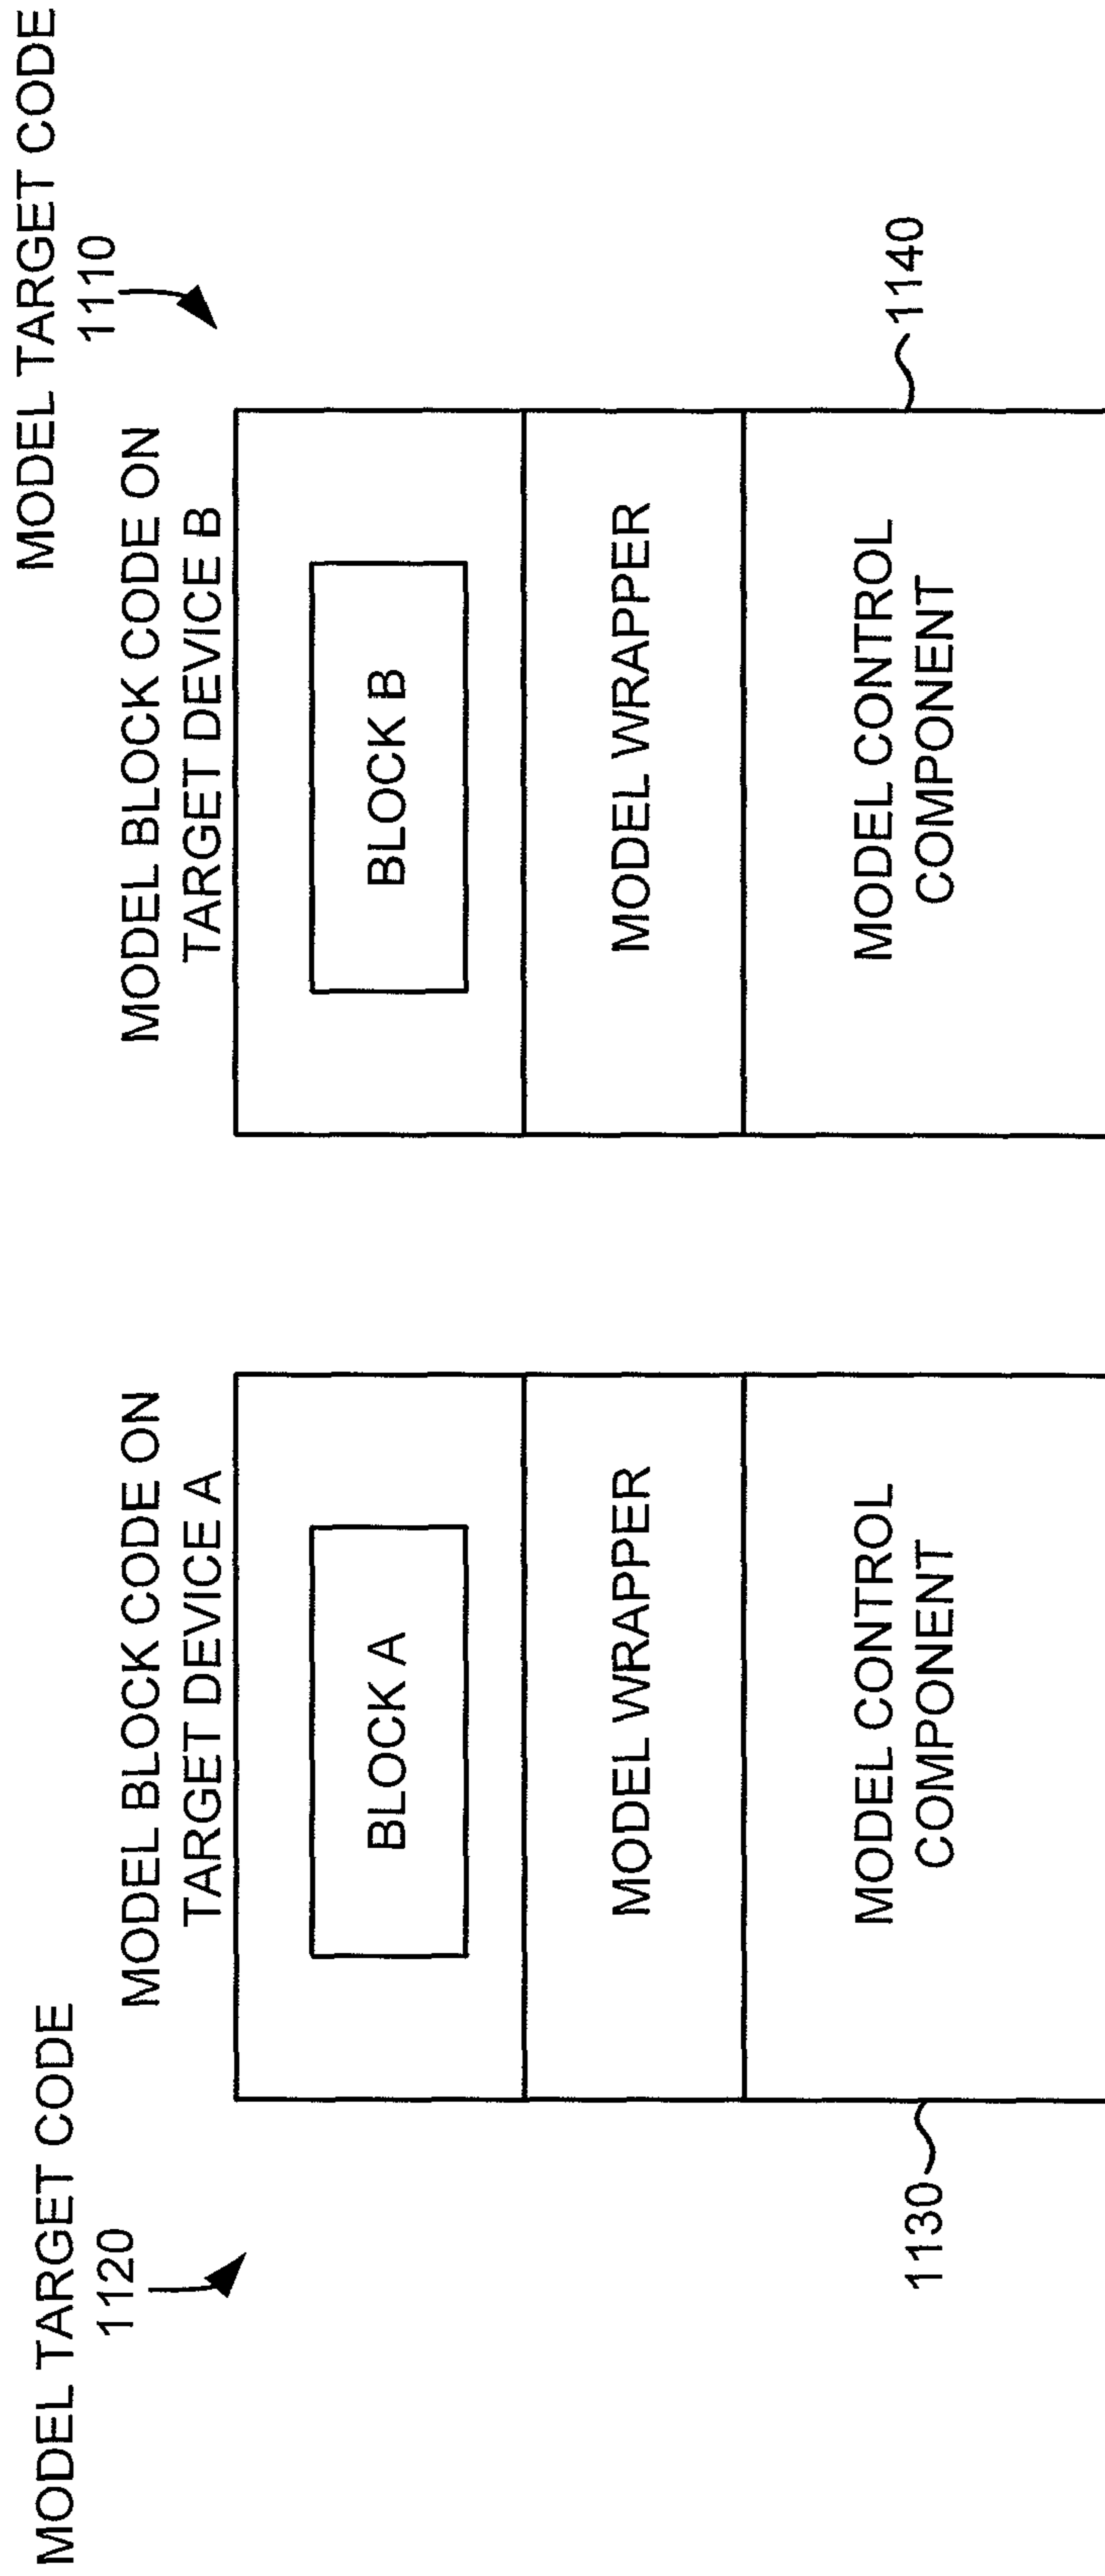 MODEL TARGET CODE
1120
MODEL BLOCK CODE ON
TARGET DEVICE A
BLOCK A
MODEL WRAPPER
MODEL CONTROL
COMPONENT
1130
MODEL TARGET CODE
1110
MODEL BLOCK CODE ON
TARGET DEVICE B
BLOCK B
MODEL WRAPPER
MODEL CONTROL
COMPONENT
1140